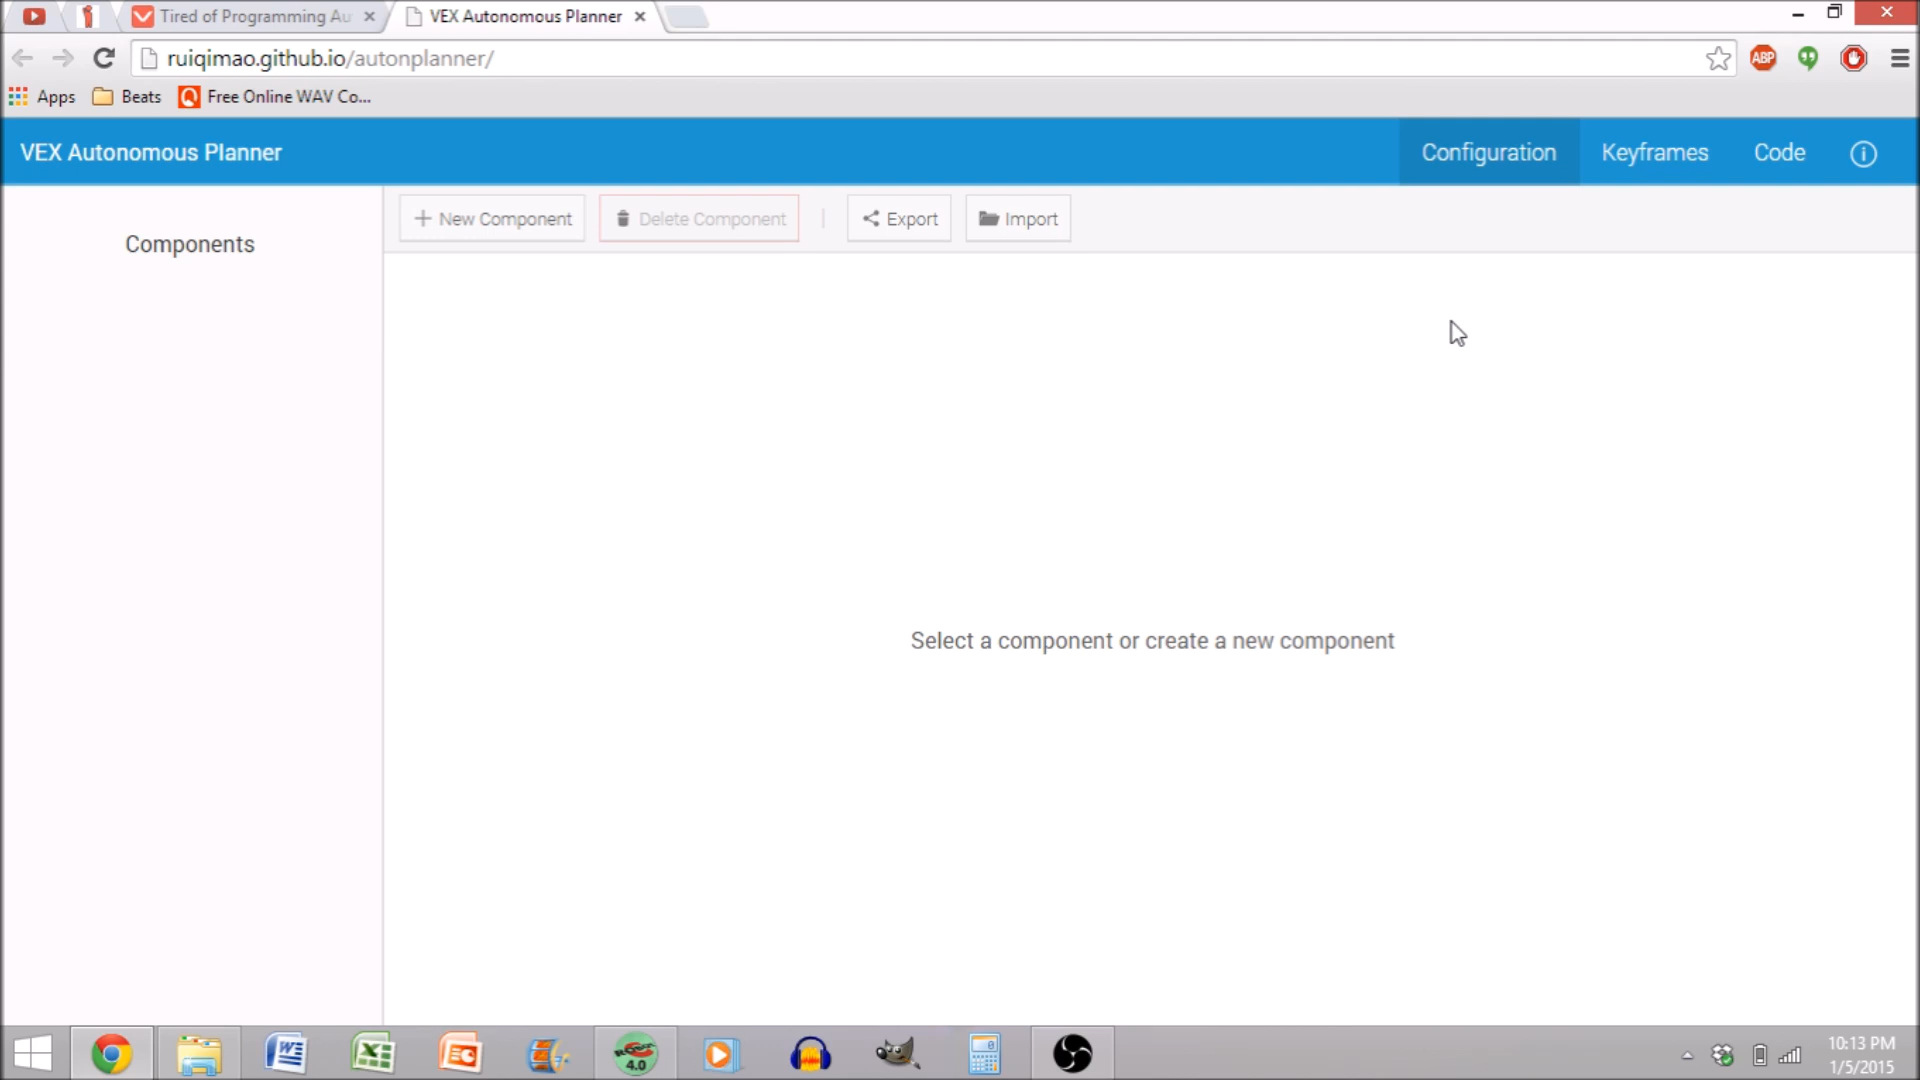 Tired of Programming Au
VEX Autonomous Planner
ruiqimao.github.io/autonplanner/
ABP
Apps
Beats
Free Online WAV Co...
VEX Autonomous Planner
Configuration
Keyframes
Code
Components
New Component
Delete Component
Export
Import
Select a component or create a new component
4.0
10:13 PM
1/5/2015